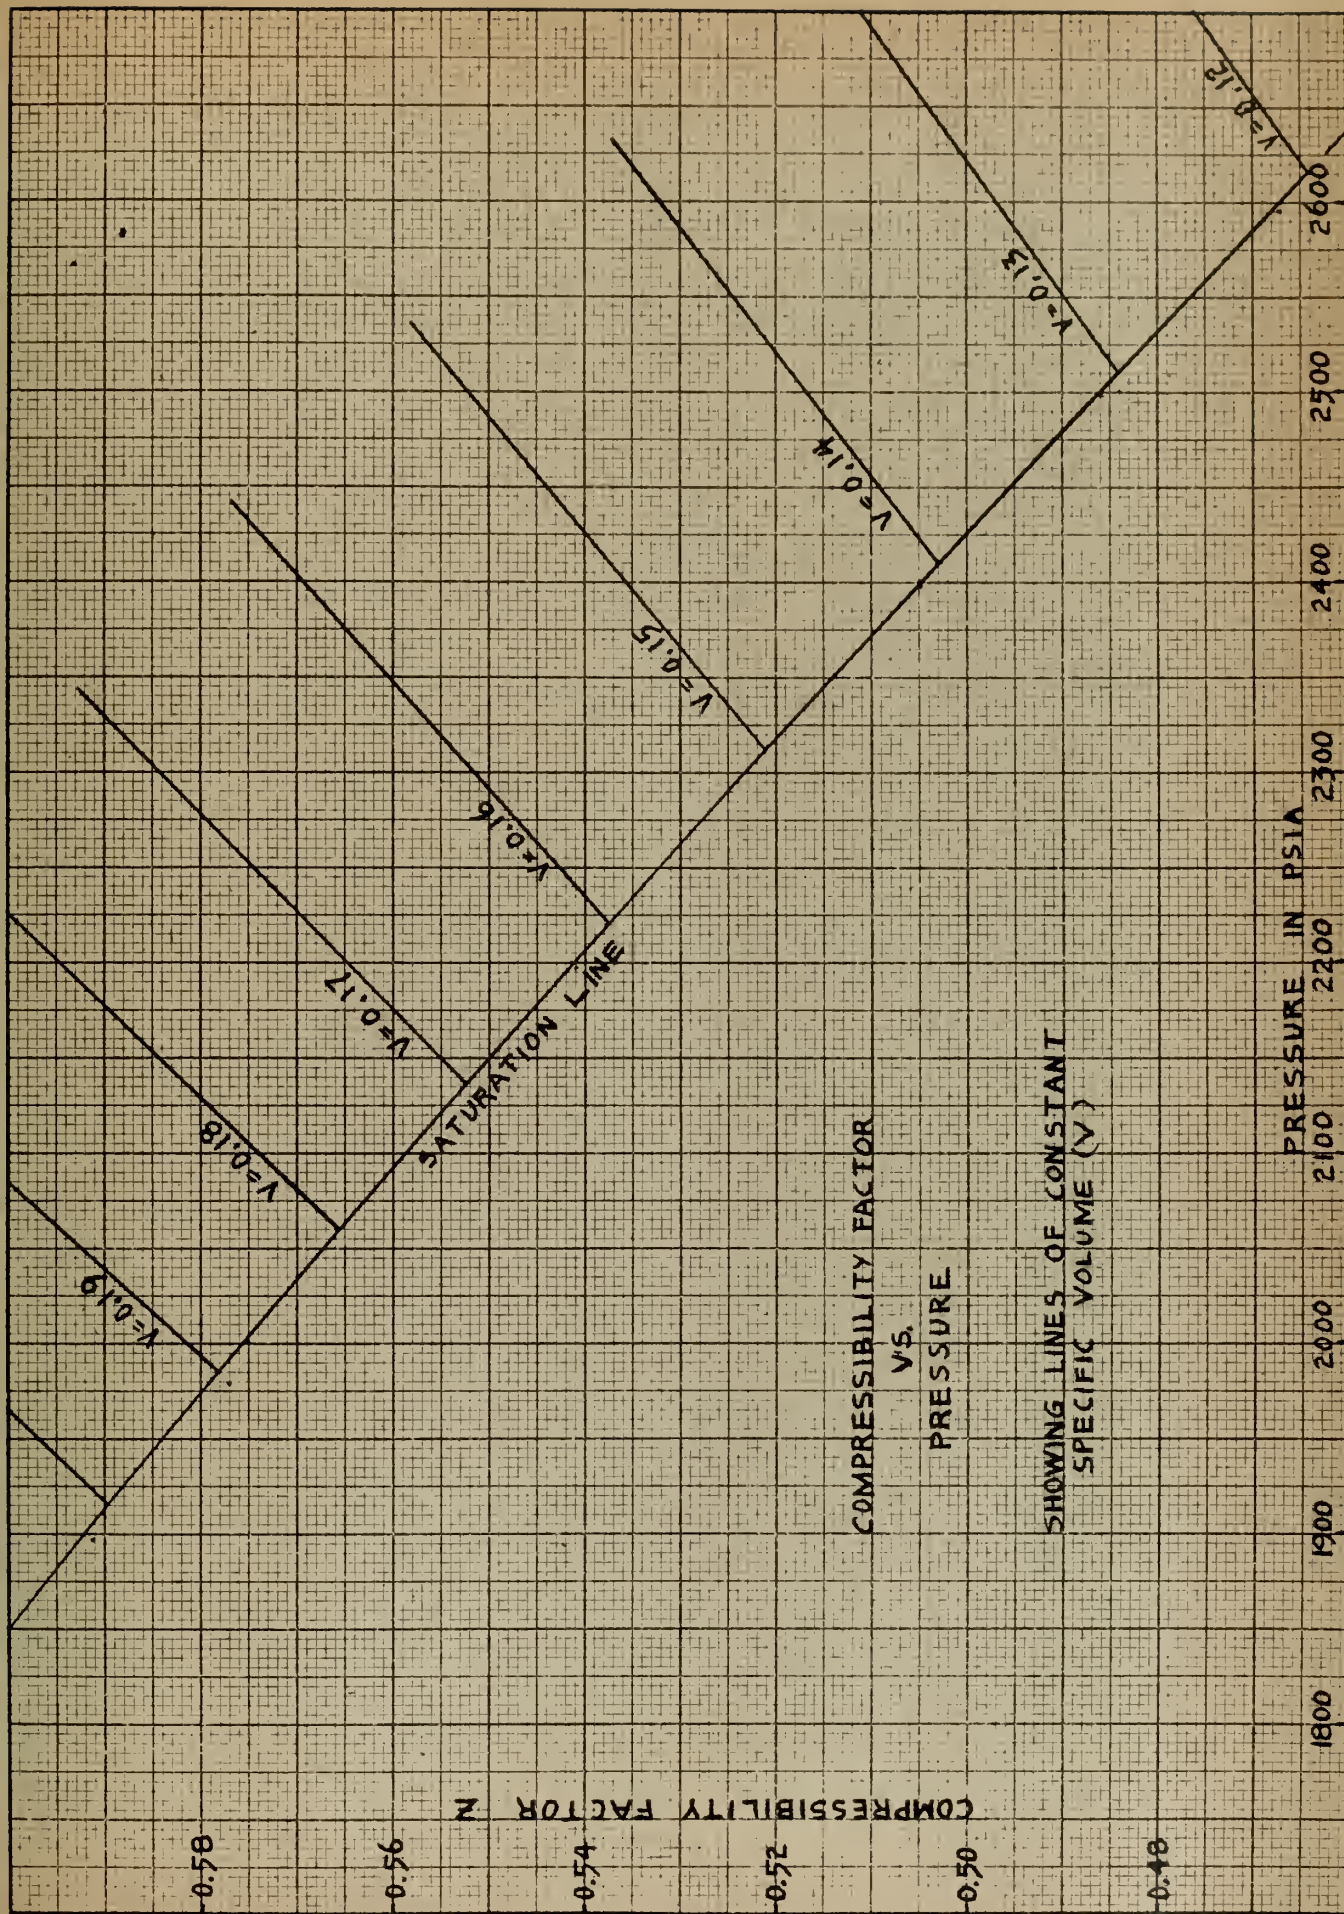 0.58
0.56
0.54
0.52
0.50
0.48
COMPRESSIBILITY FACTOR Z
V=0.19
V=0.18
V=0.17
V=0.16
V=0.15
V=0.14
V=0.13
V=0.12
SATURATION LINE
COMPRESSIBILITY FACTOR
VS.
PRESSURE
SHOWING LINES OF CONSTANT
SPECIFIC VOLUME (V)
PRESSURE IN PSIA
1800 1900 2000 2100 2200 2300 2400 2500 2600